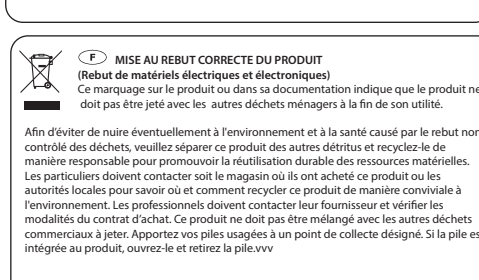 F MISE AU REBUT CORRECTE DU PRODUIT
(Rebut de matériels électriques et électroniques)
Ce marquage sur le produit ou dans sa documentation indique que le produit ne
doit pas être jeté avec les autres déchets ménagers à la fin de son utilité.
Afin d'éviter de nuire éventuellement à l'environnement et à la santé causé par le rebut non
contrôlé des déchets, veuillez séparer ce produit des autres détritus et recyclez-le de
manière responsable pour promouvoir la réutilisation durable des ressources matérielles.
Les particuliers doivent contacter soit le magasin où ils ont acheté ce produit ou les
autorités locales pour savoir où et comment recycler ce produit de manière conviviale à
l'environnement. Les professionnels doivent contacter leur fournisseur et vérifier les
modalités du contrat d'achat. Ce produit ne doit pas être mélangé avec les autres déchets
commerciaux à jeter. Apportez vos piles usagées à un point de collecte désigné. Si la pile es
intégrée au produit, ouvrez-le et retirez la pile.vvv